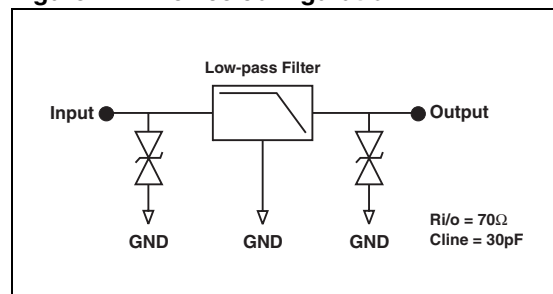 Low-pass Filter
Input
Output
Ri/o = 70Ω
Cline = 30pF
GND
GND
GND